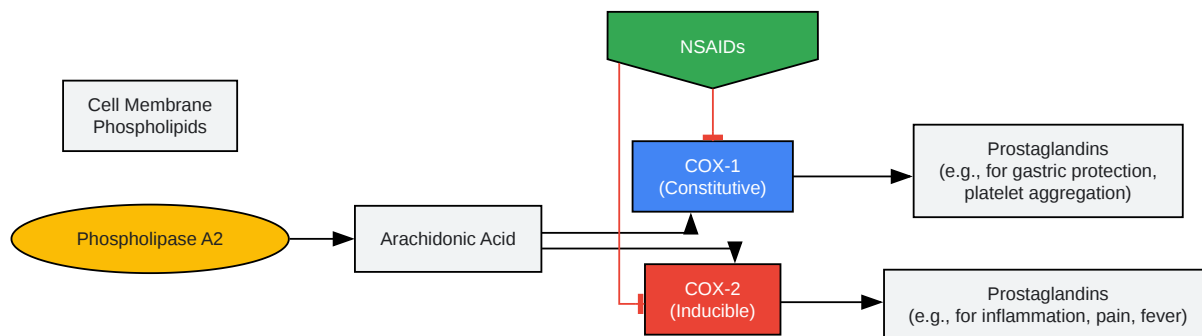 NSAIDs
Cell Membrane
Phospholipids
COX-1
(Constitutive)
Prostaglandins
(e.g., for gastric protection,
platelet aggregation)
Phospholipase A2
Arachidonic Acid
COX-2
(Inducible)
Prostaglandins
(e.g., for inflammation, pain, fever)